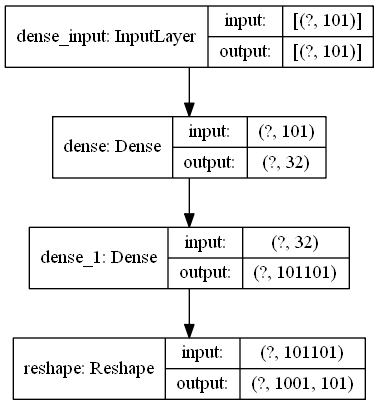 dense_input: InputLayer
input: [(?, 101)]
output: [(?, 101)]
dense: Dense
input: (?, 101)
output: (?, 32)
dense_1: Dense
input: (?, 32)
output: (?, 101101)
reshape: Reshape
input: (?, 101101)
output: (?, 1001, 101)